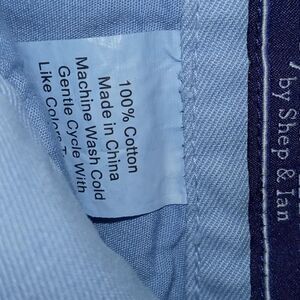 100% Cotton
Made in China
Machine Wash Cold
Gentle Cycle With
Like Colors
by Shep & Ian